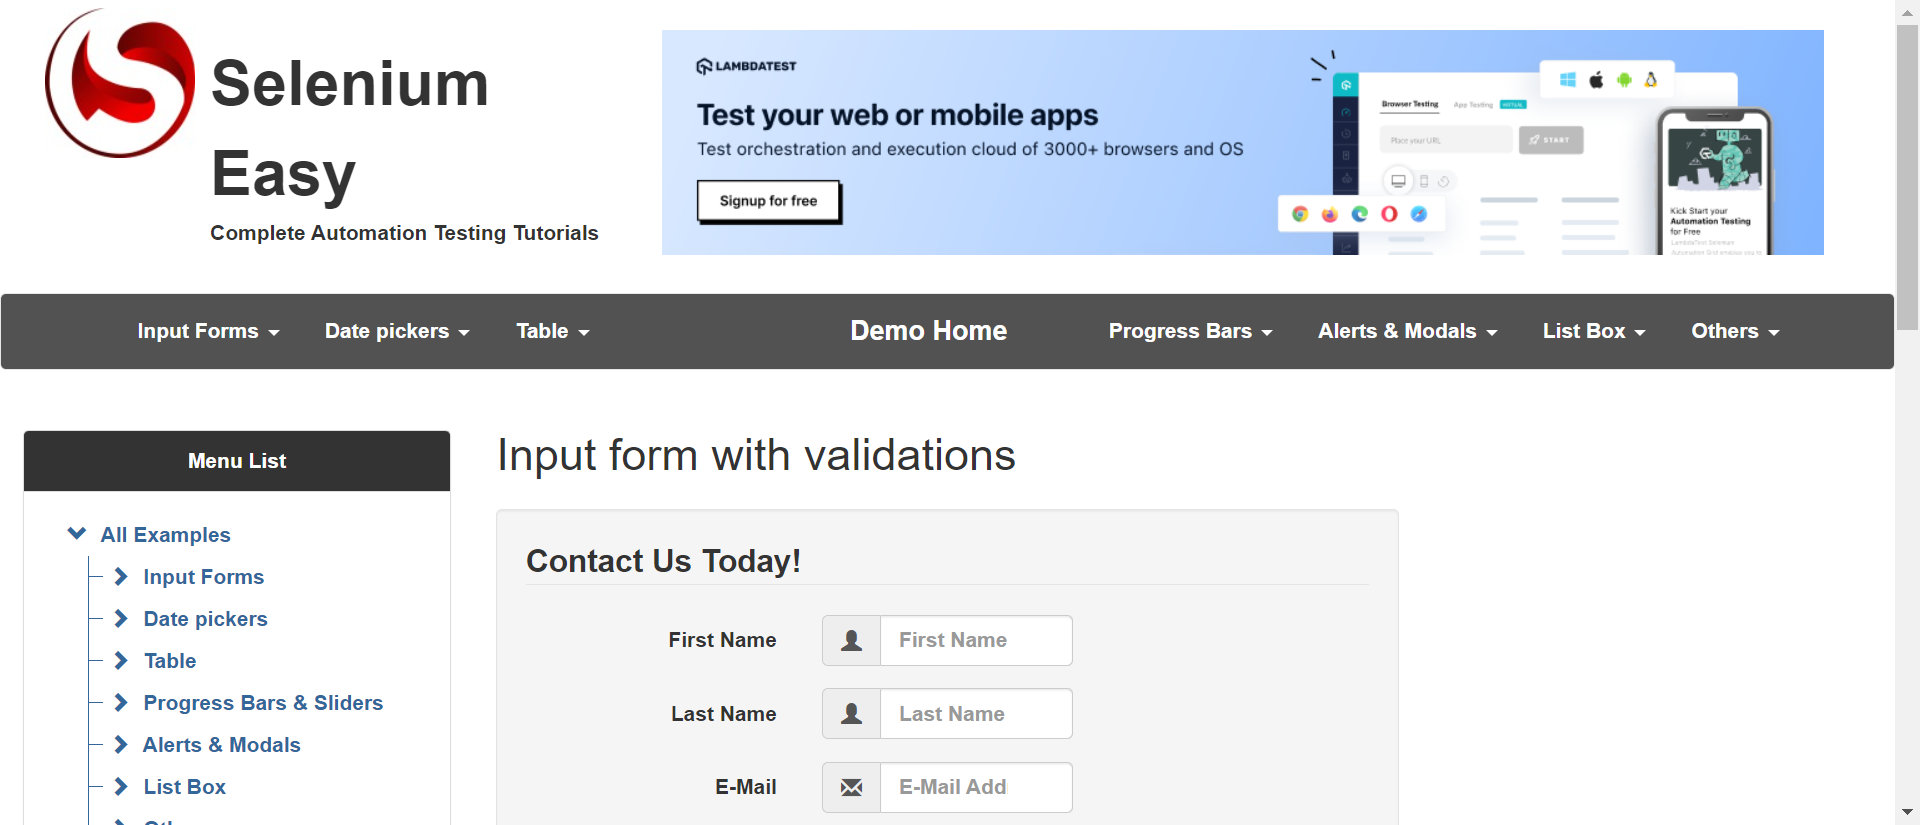 Selenium
Easy
Complete Automation Testing Tutorials
LAMBDATEST
Test your web or mobile apps
Test orchestration and execution cloud of 3000+ browsers and OS
Signup for free
Browser Testing
App Testing
VIRTUAL
Place your URL
START
Kick Start your
Automation Testing
for Free
LambdaTest Selenium
Input Forms
Date pickers
Table
Demo Home
Progress Bars
Alerts & Modals
List Box
Others
Menu List
All Examples
Input Forms
Date pickers
Table
Progress Bars & Sliders
Alerts & Modals
List Box
Input form with validations
Contact Us Today!
First Name
First Name
Last Name
Last Name
E-Mail
E-Mail Add